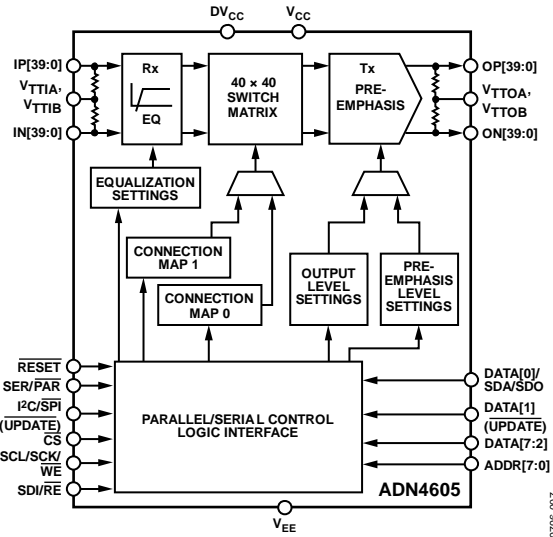 DVCC
VCC
IP[39:0]
VTTIA,
VTTIB
IN[39:0]
Rx
EQ
40 × 40
SWITCH
MATRIX
Tx
PRE-
EMPHASIS
OP[39:0]
VTTOA,
VTTOB
ON[39:0]
EQUALIZATION
SETTINGS
CONNECTION
MAP 1
CONNECTION
MAP 0
OUTPUT
LEVEL
SETTINGS
PRE-
EMPHASIS
LEVEL
SETTINGS
RESET
SER/PAR
I²C/SPI
(UPDATE)
CS
SCL/SCK/
WE
SDI/RE
PARALLEL/SERIAL CONTROL
LOGIC INTERFACE
DATA[0]/
SDA/SDO
DATA[1]
(UPDATE)
DATA[7:2]
ADDR[7:0]
ADN4605
VEE